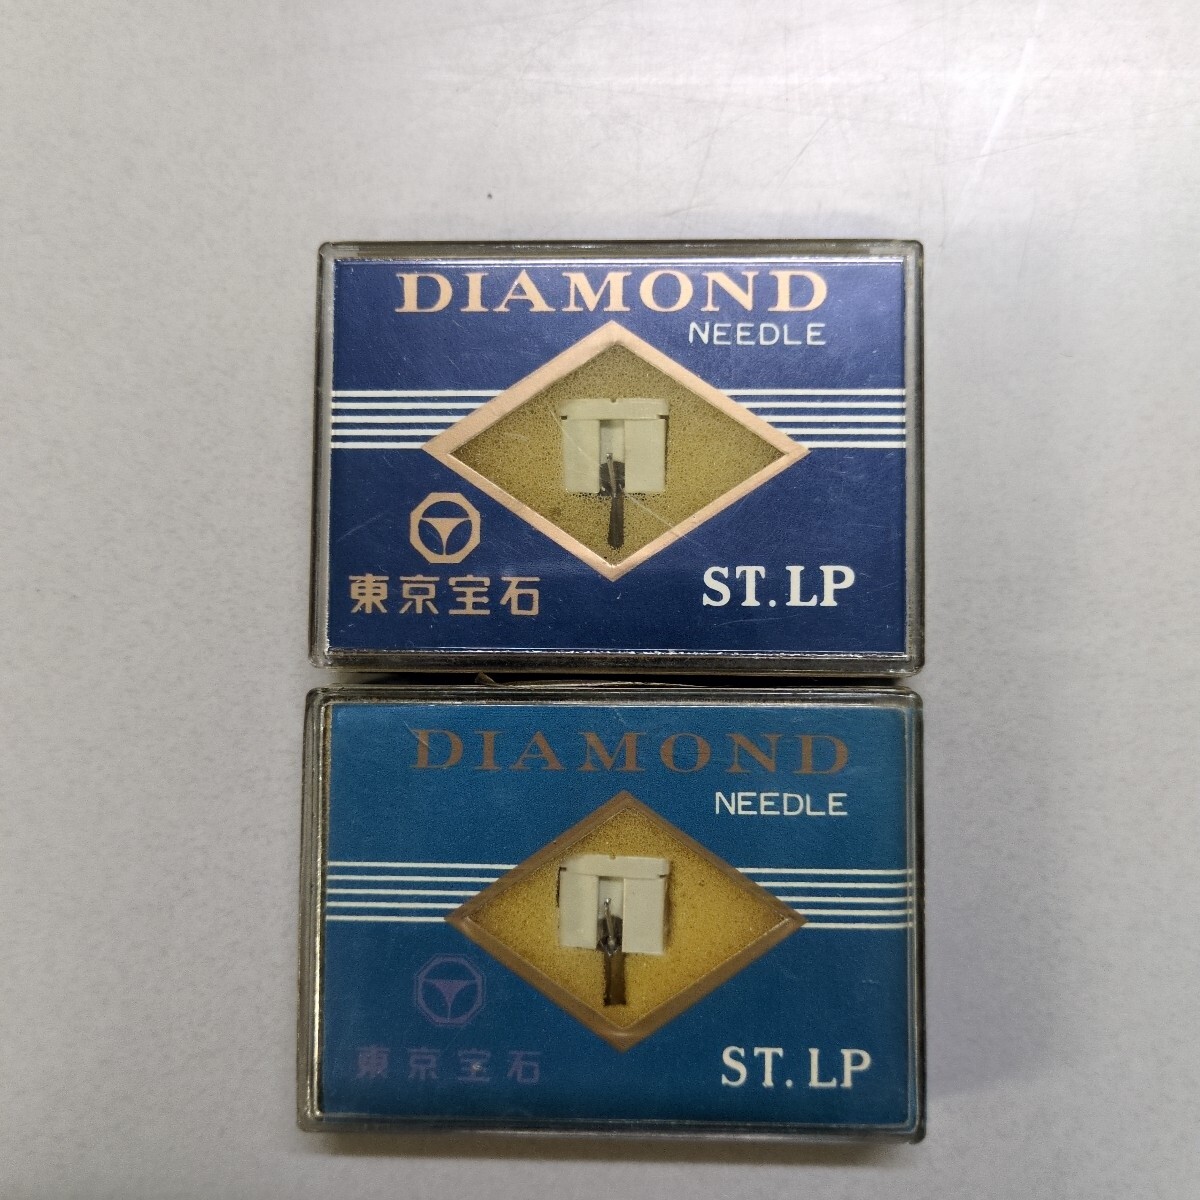 DIAMOND
NEEDLE
東京宝石
ST.LP
DIAMOND
NEEDLE
東京宝石
ST.LP